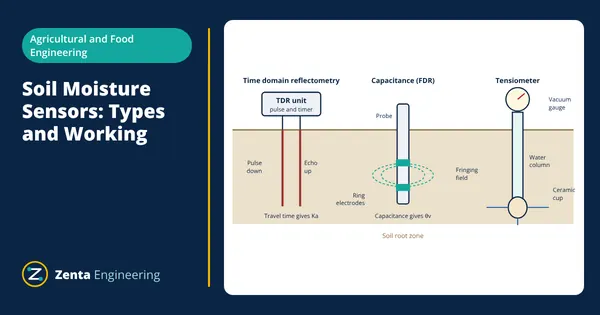 Agricultural and Food
Engineering
Soil Moisture
Sensors: Types
and Working
Zenta Engineering
Time domain reflectometry
Capacitance (FDR)
Tensiometer
TDR unit
pulse and timer
Probe
Vacuum
gauge
Pulse
down
Echo
up
Fringing
field
Water
column
Ring
electrodes
Ceramic
cup
Travel time gives Ka
Capacitance gives θv
Soil root zone